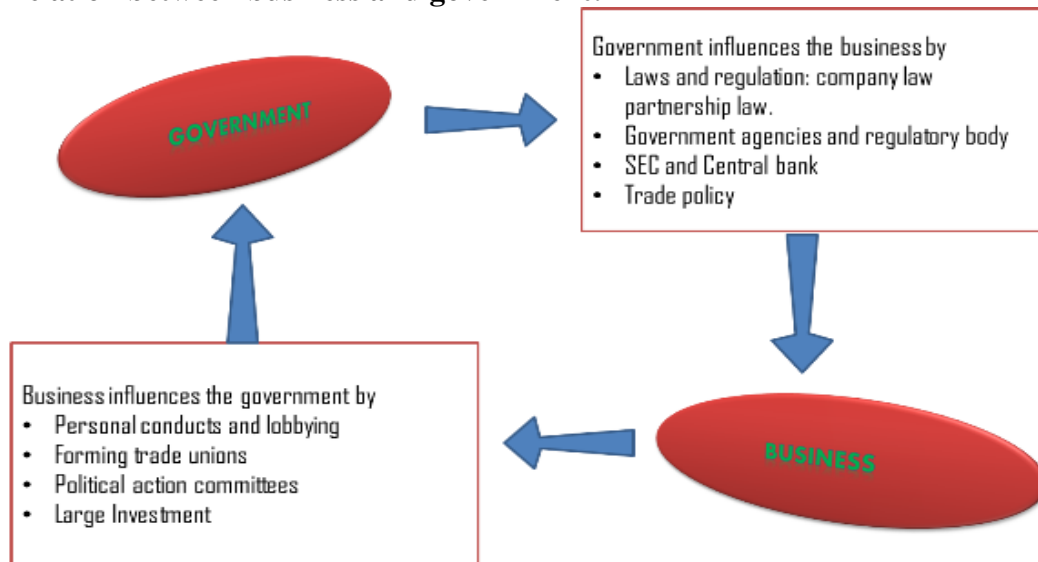 GOVERNMENT
Government influences the business by
• Laws and regulation: company law
partnership law.
• Government agencies and regulatory body
• SEC and Central bank
• Trade policy
Business influences the government by
• Personal conducts and lobbying
• Forming trade unions
• Political action committees
• Large Investment
BUSINESS